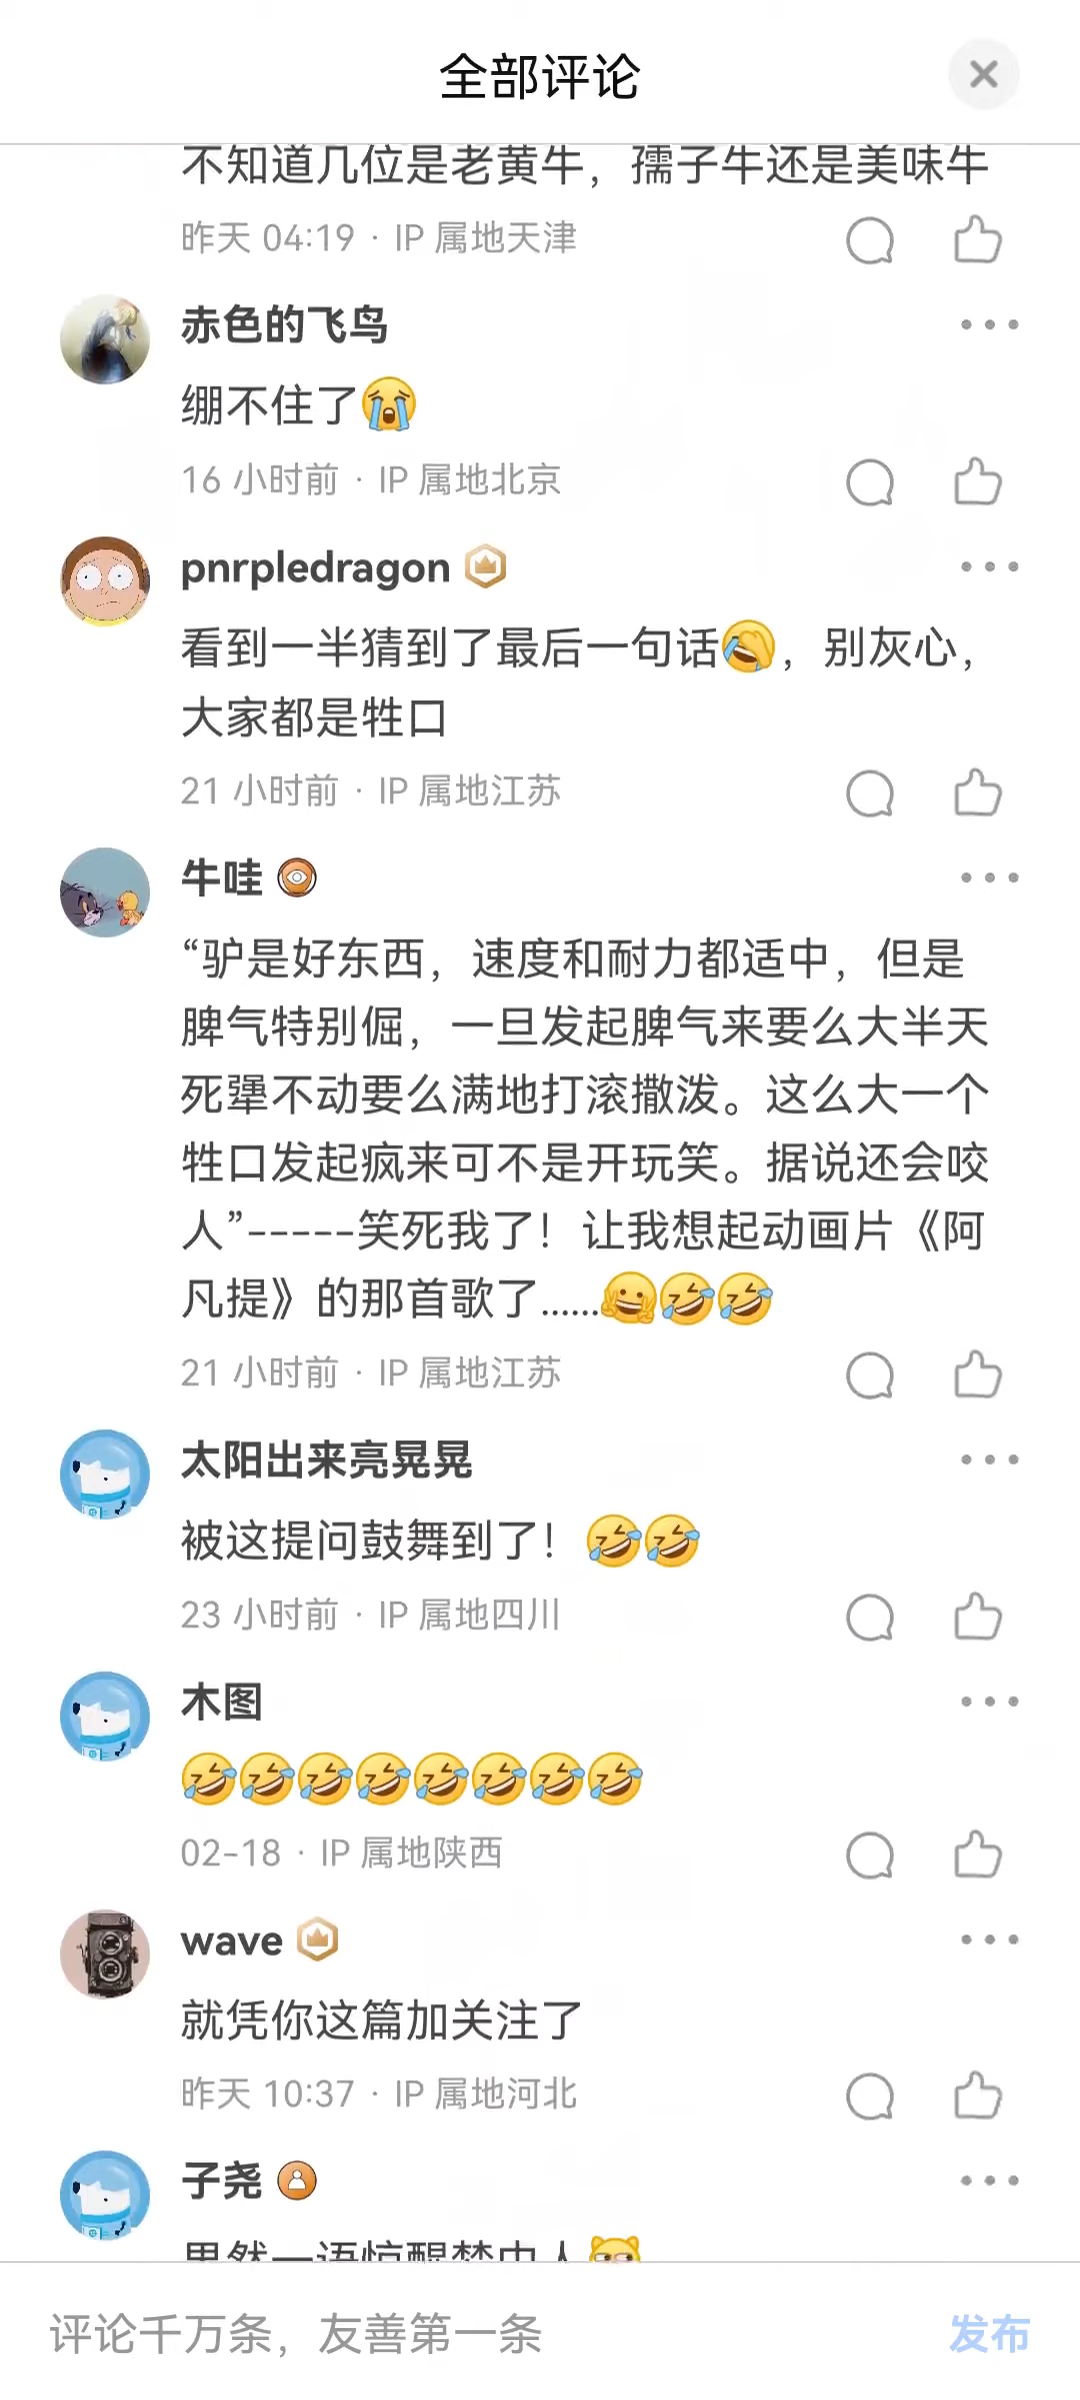 全部评论
不知道几位是老黄牛，孺子牛还是美味牛
昨天 04:19 · IP 属地天津
赤色的飞鸟
绷不住了😭
16 小时前 · IP 属地北京
pnrpledragon
看到一半猜到了最后一句话，别灰心，
大家都是牲口
21 小时前 · IP 属地江苏
牛哇
“驴是好东西，速度和耐力都适中，但是
脾气特别倔，一旦发起脾气来要么大半天
死犟不动要么满地打滚撒泼。这么大一个
牲口发起疯来可不是开玩笑。据说还会咬
人”-----笑死我了！让我想起动画片《阿
凡提》的那首歌了......🤗🤣🤣
21 小时前 · IP 属地江苏
太阳出来亮晃晃
被这提问鼓舞到了！🤣🤣
23 小时前 · IP 属地四川
木图
🤣🤣🤣🤣🤣🤣🤣🤣
02-18 · IP 属地陕西
wave
就凭你这篇加关注了
昨天 10:37 · IP 属地河北
子尧
果然一语惊醒梦中人
评论千万条，友善第一条
发布